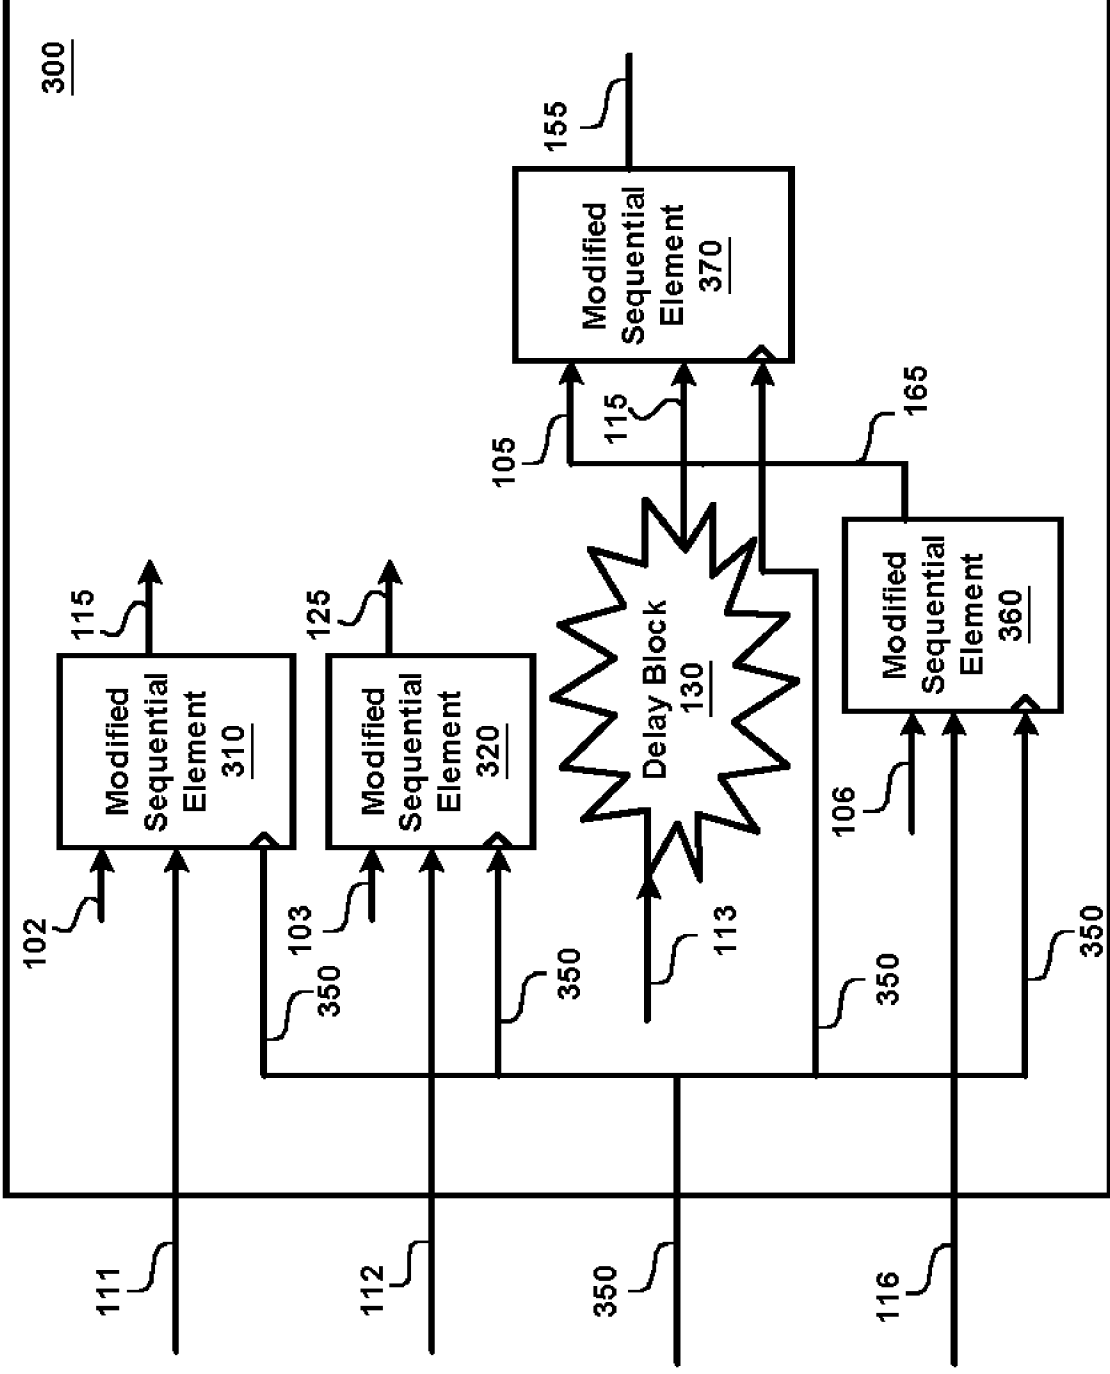 300
102
111
350
Modified
Sequential
Element
310
115
103
112
350
Modified
Sequential
Element
320
125
350
113
Delay Block
130
105
115
Modified
Sequential
Element
370
155
350
106
116
350
Modified
Sequential
Element
360
165